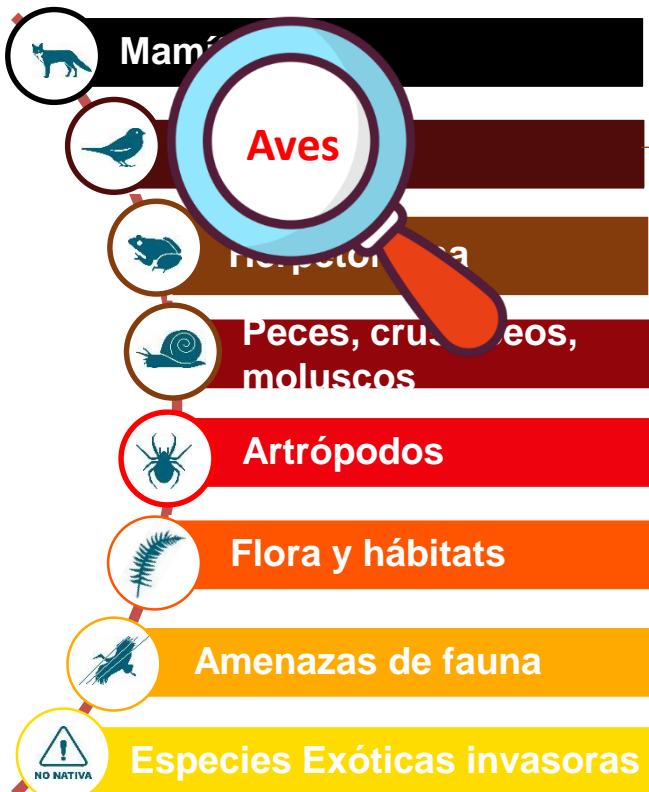 Aves
Peces,
moluscos
Artrópodos
Flora y hábitats
Amenazas de fauna
NO NATIVA
Especies Exóticas invasoras